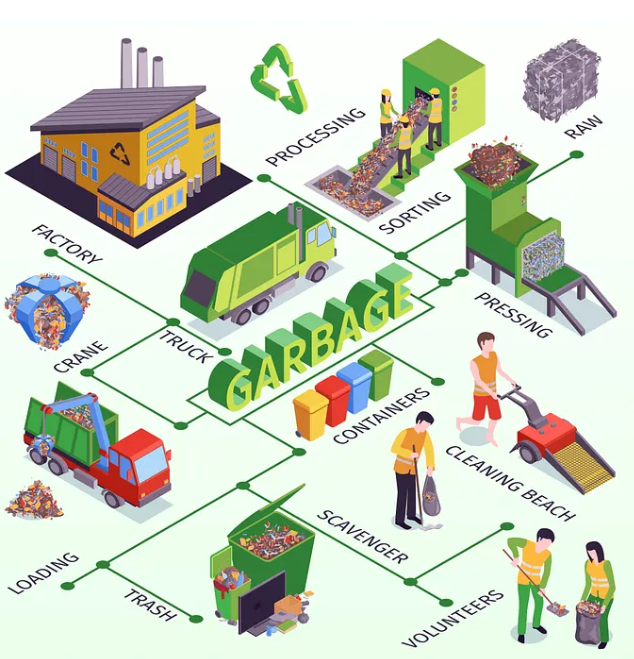 PROCESSING
RAW
SORTING
FACTORY
PRESSING
CRANE
TRUCK
GARBAGE
CONTAINERS
CLEANING BEACH
SCAVENGER
LOADING
TRASH
VOLUNTEERS